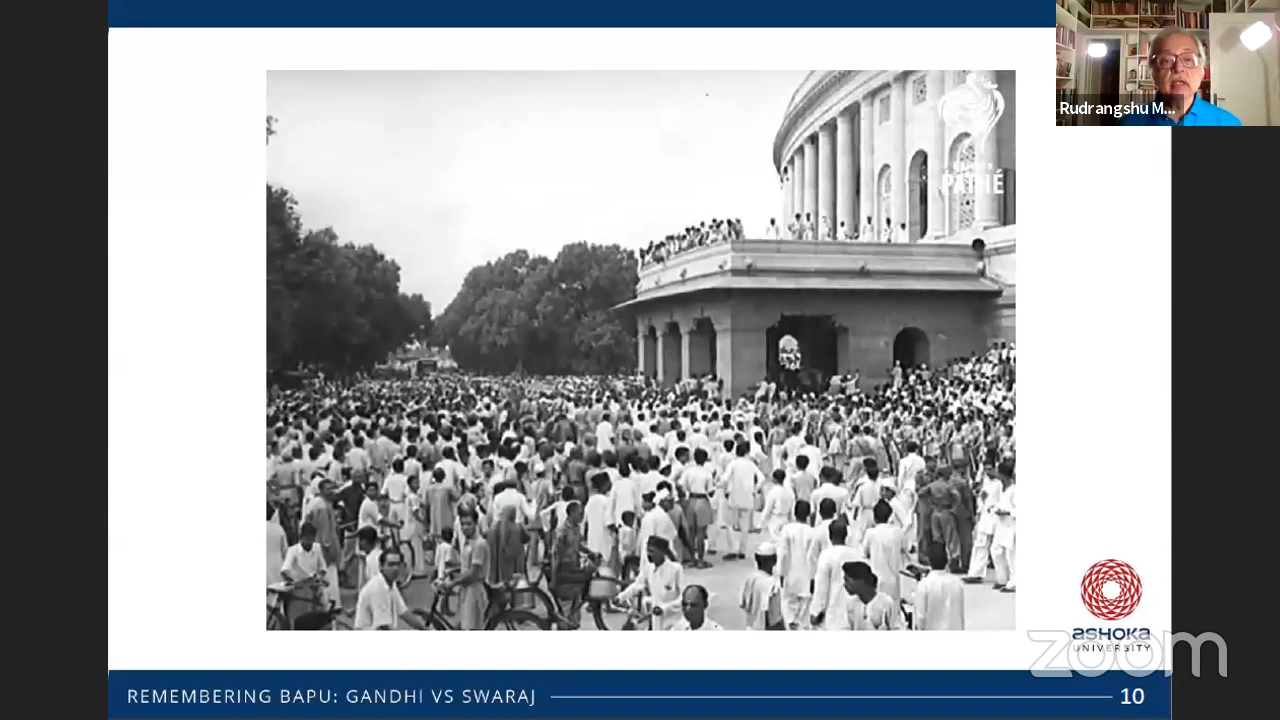 Rudrangshu M...
PATHÉ
ASHOKA
UNIVERSITY
zoom
REMEMBERING BAPU: GANDHI VS SWARAJ
10